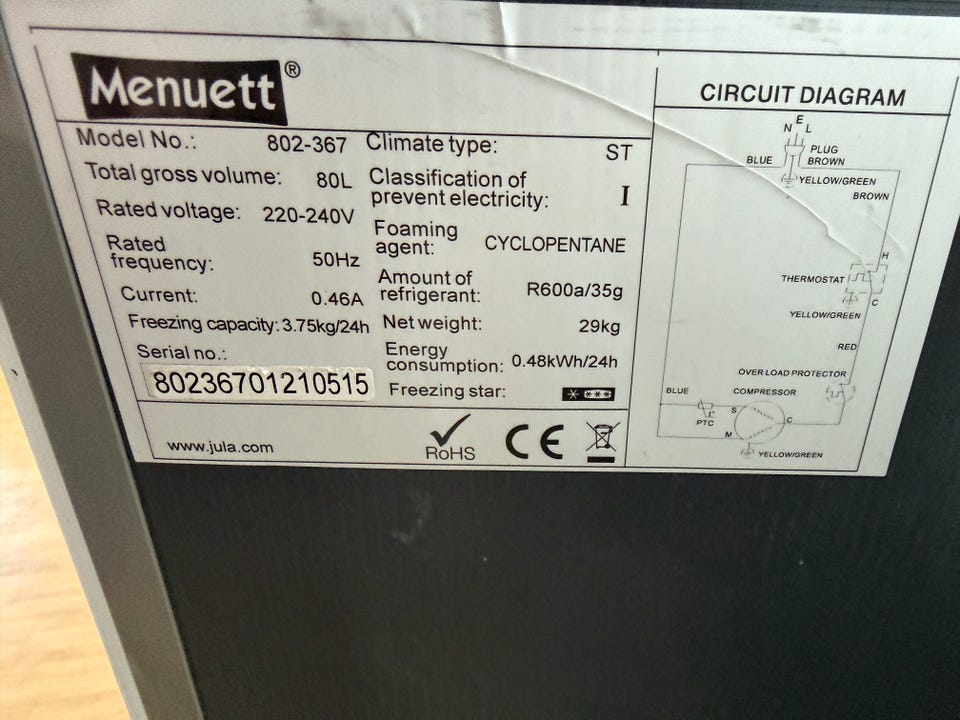 Menuett®
Model No.: 802-367
Total gross volume: 80L
Rated voltage: 220-240V
Rated
frequency: 50Hz
Current: 0.46A
Freezing capacity: 3.75kg/24h
Serial no.:
80236701210515
Climate type: ST
Classification of
prevent electricity: I
Foaming
agent: CYCLOPENTANE
Amount of
refrigerant: R600a/35g
Net weight: 29kg
Energy
consumption: 0.48kWh/24h
Freezing star: * ***
www.jula.com
RoHS
CE
CIRCUIT DIAGRAM
N E L
PLUG
BLUE BROWN
YELLOW/GREEN
BROWN
H
THERMOSTAT
C
YELLOW/GREEN
RED
OVER LOAD PROTECTOR
BLUE COMPRESSOR
PTC S C
M
YELLOW/GREEN